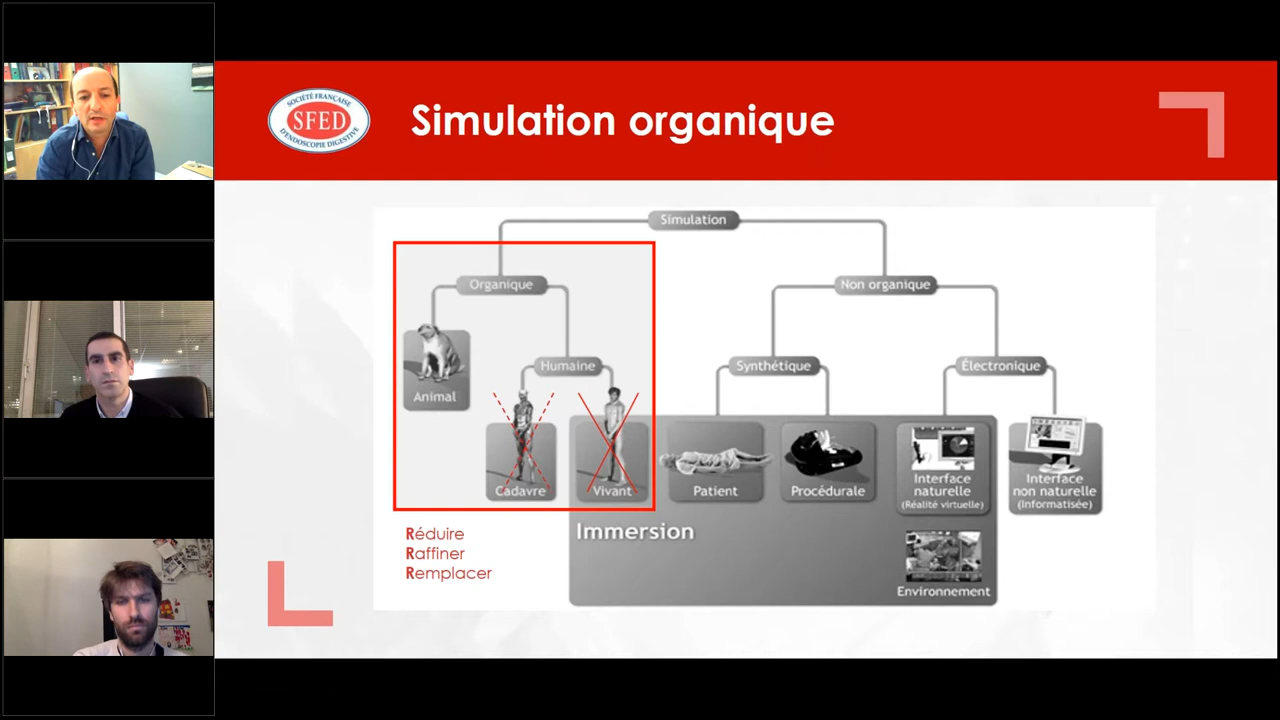 SOCIÉTÉ FRANÇAISE
SFED
D'ENDOSCOPIE DIGESTIVE
Simulation organique
Simulation
Organique
Non organique
Humaine
Synthétique
Électronique
Animal
Cadavre
Vivant
Patient
Procédurale
Interface
naturelle
(Réalité virtuelle)
Interface
non naturelle
(Informatisée)
Immersion
Environnement
Réduire
Raffiner
Remplacer